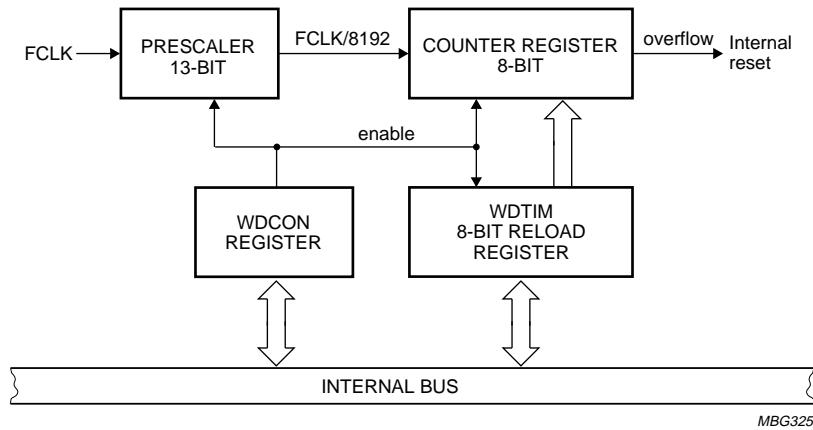 FCLK
PRESCALER
13-BIT
FCLK/8192
COUNTER REGISTER
8-BIT
overflow
Internal
reset
enable
WDCON
REGISTER
WDTIM
8-BIT RELOAD
REGISTER
INTERNAL BUS
MBG325